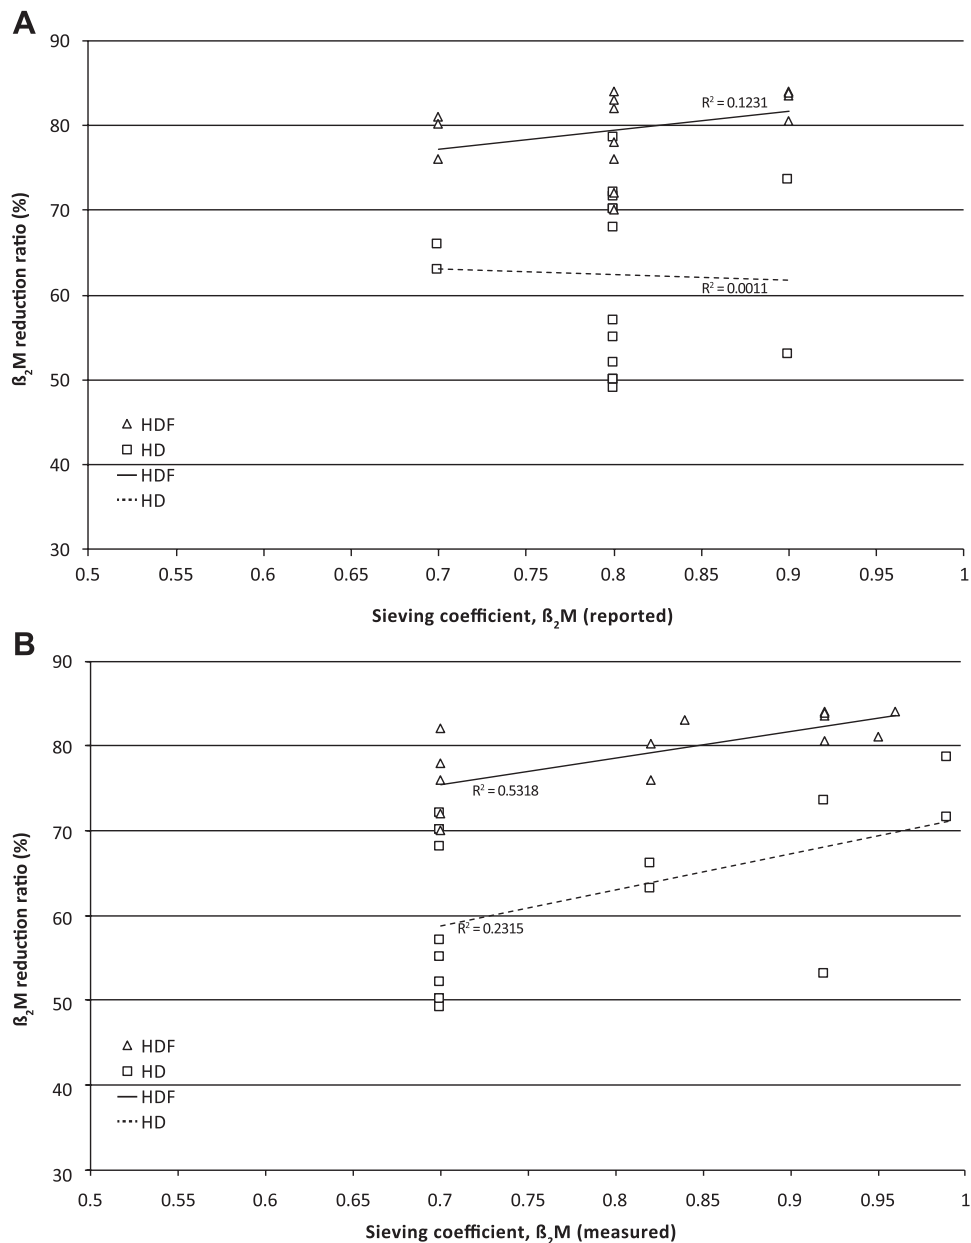 A
90
80
70
60
50
40
30
ß₂M reduction ratio (%)
R² = 0.1231
R² = 0.0011
HDF
HD
HDF
HD
0.5 0.55 0.6 0.65 0.7 0.75 0.8 0.85 0.9 0.95 1
Sieving coefficient, ß₂M (reported)
B
90
80
70
60
50
40
30
ß₂M reduction ratio (%)
R² = 0.5318
R² = 0.2315
HDF
HD
HDF
HD
0.5 0.55 0.6 0.65 0.7 0.75 0.8 0.85 0.9 0.95 1
Sieving coefficient, ß₂M (measured)